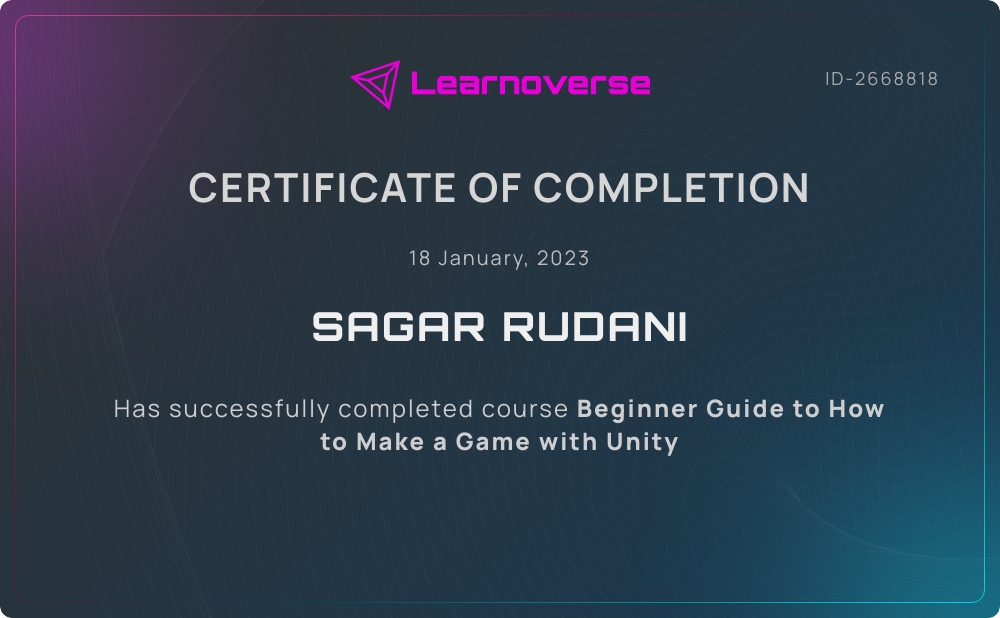 Learnoverse
ID-2668818
CERTIFICATE OF COMPLETION
18 January, 2023
SAGAR RUDANI
Has successfully completed course Beginner Guide to How
to Make a Game with Unity